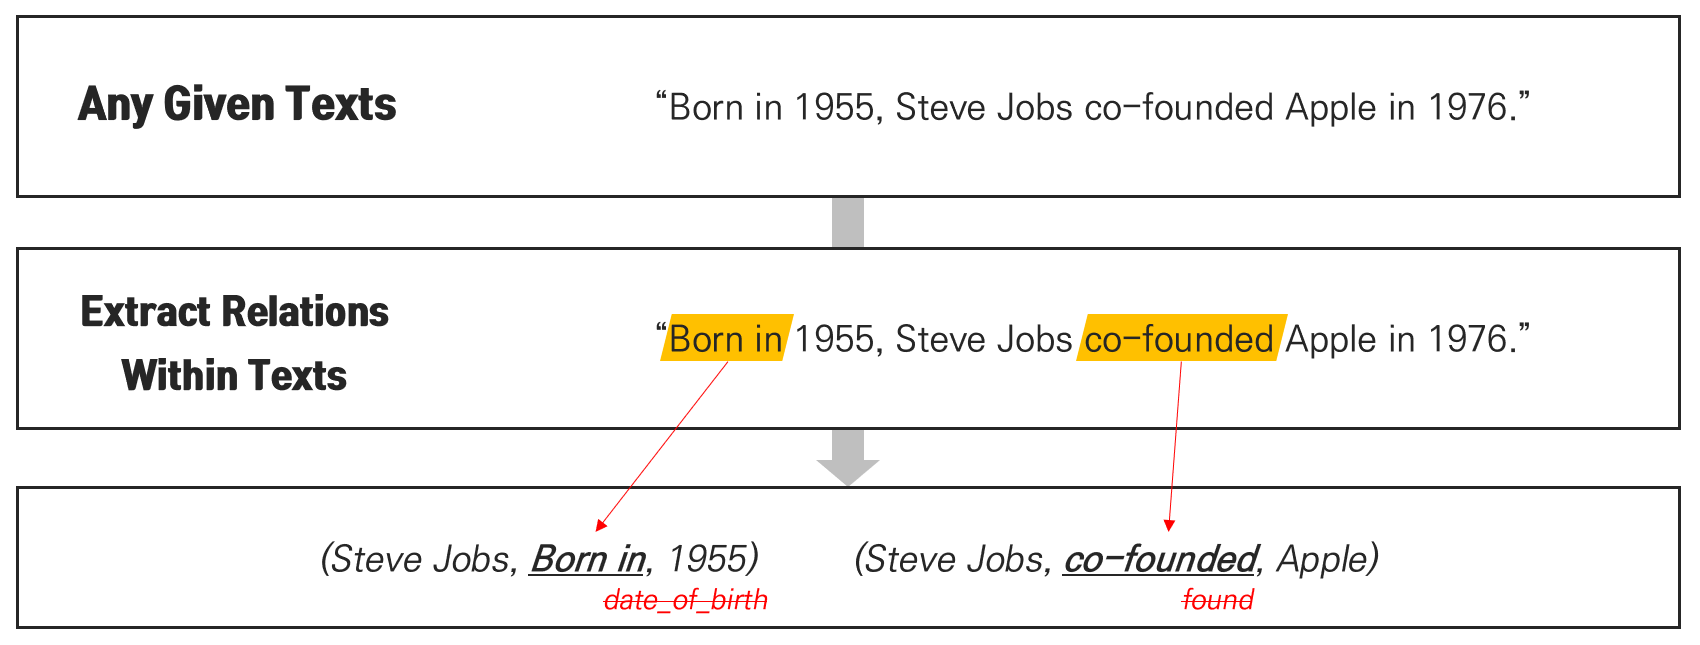 Any Given Texts
“Born in 1955, Steve Jobs co-founded Apple in 1976.”
Extract Relations
Within Texts
“Born in 1955, Steve Jobs co-founded Apple in 1976.”
(Steve Jobs, Born in, 1955)
(Steve Jobs, co-founded, Apple)
date_of_birth
found